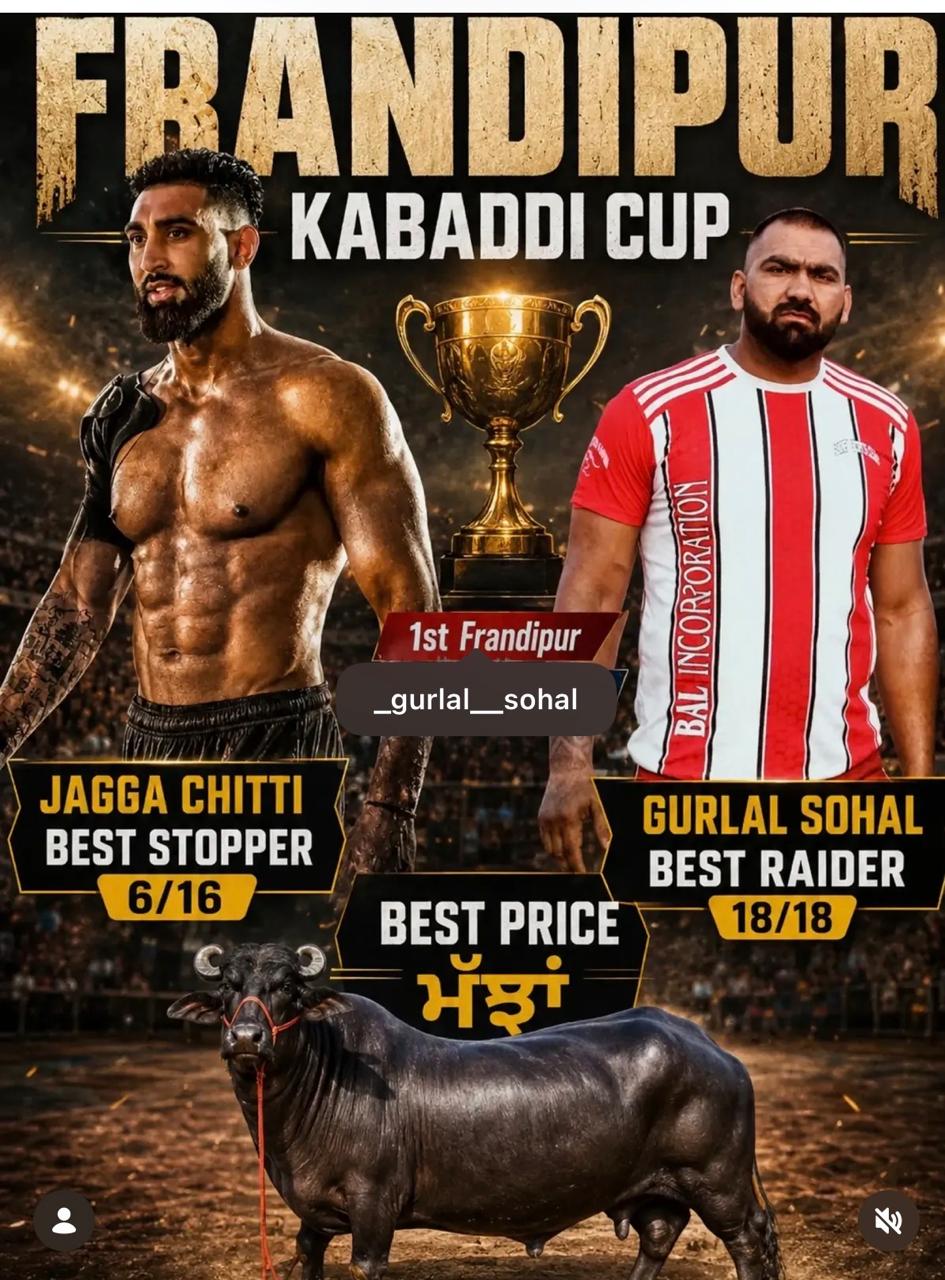 FRANDIPUR
KABADDI CUP
BAL INCORPORATION
1st Frandipur
_gurlal__sohal
JAGGA CHITTI
BEST STOPPER
6/16
GURLAL SOHAL
BEST RAIDER
18/18
BEST PRICE
ਮੱਝਾਂ